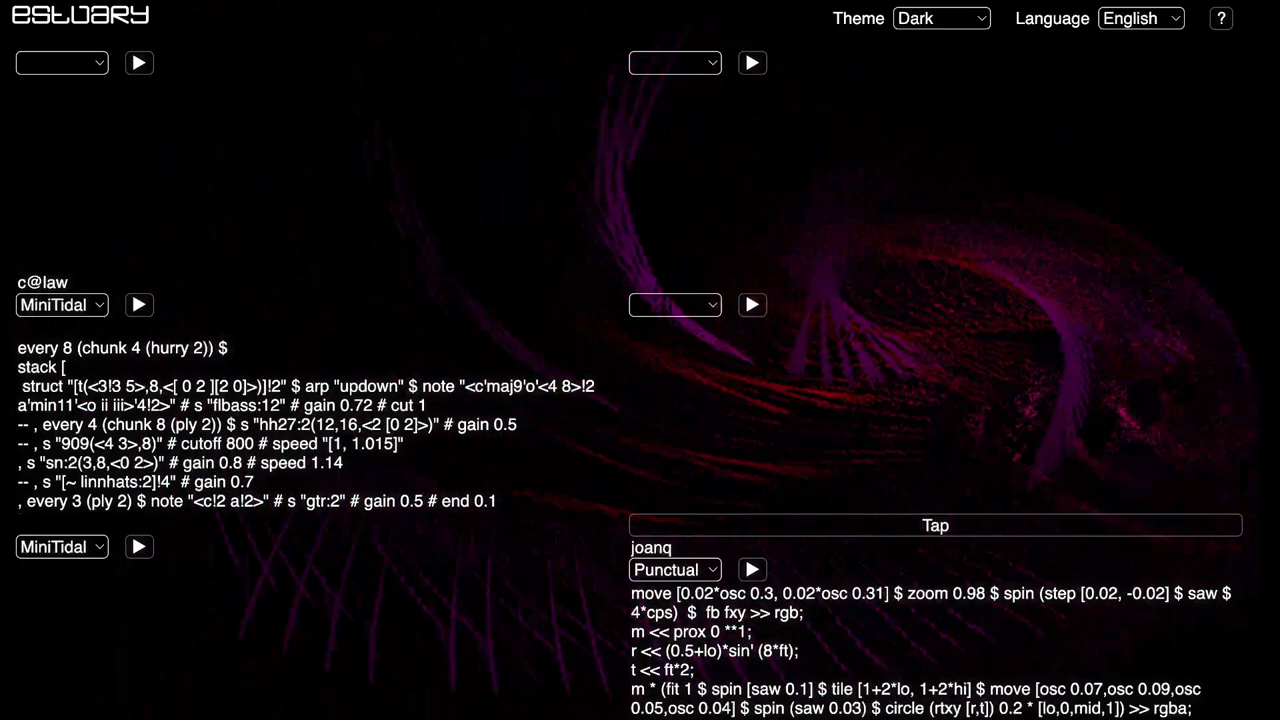 estuary
Theme Dark Language English ?
c@law
MiniTidal
every 8 (chunk 4 (hurry 2)) $
stack [
struct "[t(<3!3 5>,8,<[ 0 2 ][2 0]>)]!2" $ arp "updown" $ note "<c'maj9'o'<4 8>!2
a'min11'<o ii iii>'4!2>" # s "flbass:12" # gain 0.72 # cut 1
-- , every 4 (chunk 8 (ply 2)) $ s "hh27:2(12,16,<2 [0 2]>)" # gain 0.5
-- , s "909(<4 3>,8)" # cutoff 800 # speed "[1, 1.015]"
, s "sn:2(3,8,<0 2>)" # gain 0.8 # speed 1.14
-- , s "[~ linnhats:2]!4" # gain 0.7
, every 3 (ply 2) $ note "<c!2 a!2>" # s "gtr:2" # gain 0.5 # end 0.1
MiniTidal
Tap
joanq
Punctual
move [0.02*osc 0.3, 0.02*osc 0.31] $ zoom 0.98 $ spin (step [0.02, -0.02] $ saw $
4*cps) $ fb fxy >> rgb;
m << prox 0 **1;
r << (0.5+lo)*sin' (8*ft);
t << ft*2;
m * (fit 1 $ spin [saw 0.1] $ tile [1+2*lo, 1+2*hi] $ move [osc 0.07,osc 0.09,osc
0.05,osc 0.04] $ spin (saw 0.03) $ circle (rtxy [r,t]) 0.2 * [lo,0,mid,1]) >> rgba;